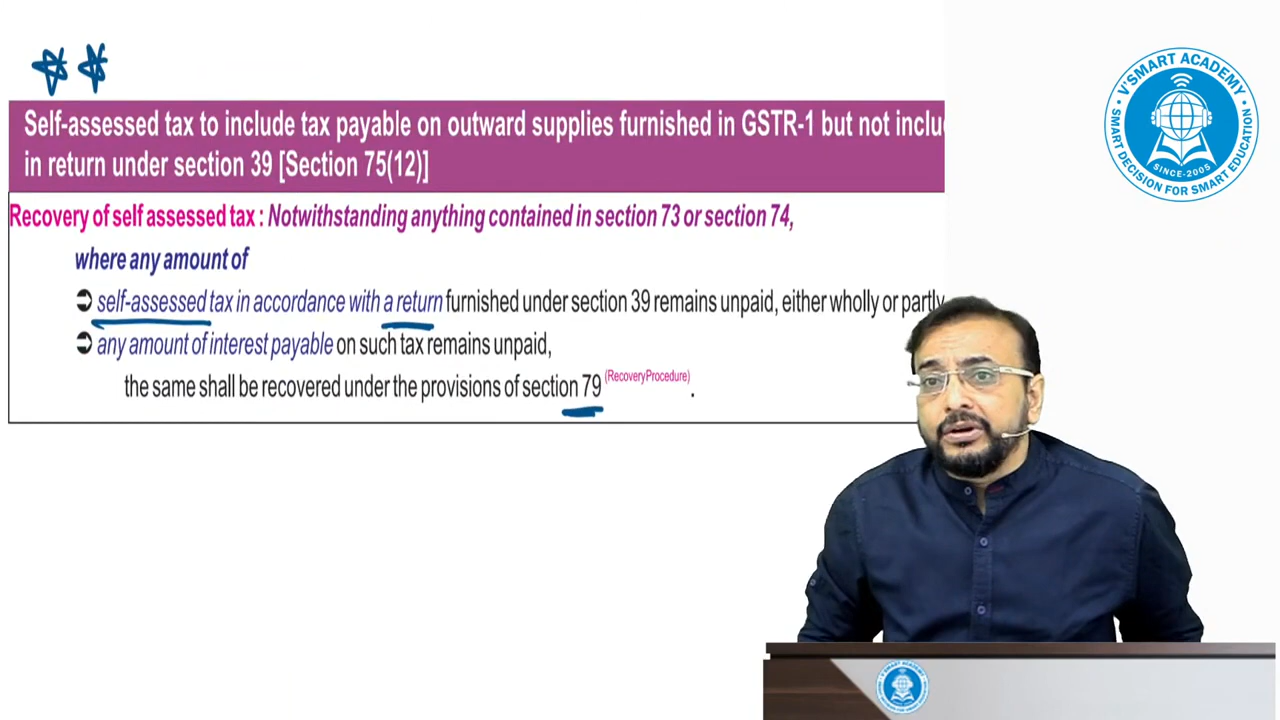 Self-assessed tax to include tax payable on outward supplies furnished in GSTR-1 but not
in return under section 39 [Section 75(12)]
Recovery of self assessed tax : Notwithstanding anything contained in section 73 or section 74,
where any amount of
➲ self-assessed tax in accordance with a return furnished under section 39 remains unpaid, either wholly or partly
➲ any amount of interest payable on such tax remains unpaid,
the same shall be recovered under the provisions of section 79 (RecoveryProcedure) .
V'SMART ACADEMY
SINCE-2005
SMART DECISION FOR SMART EDUCATION